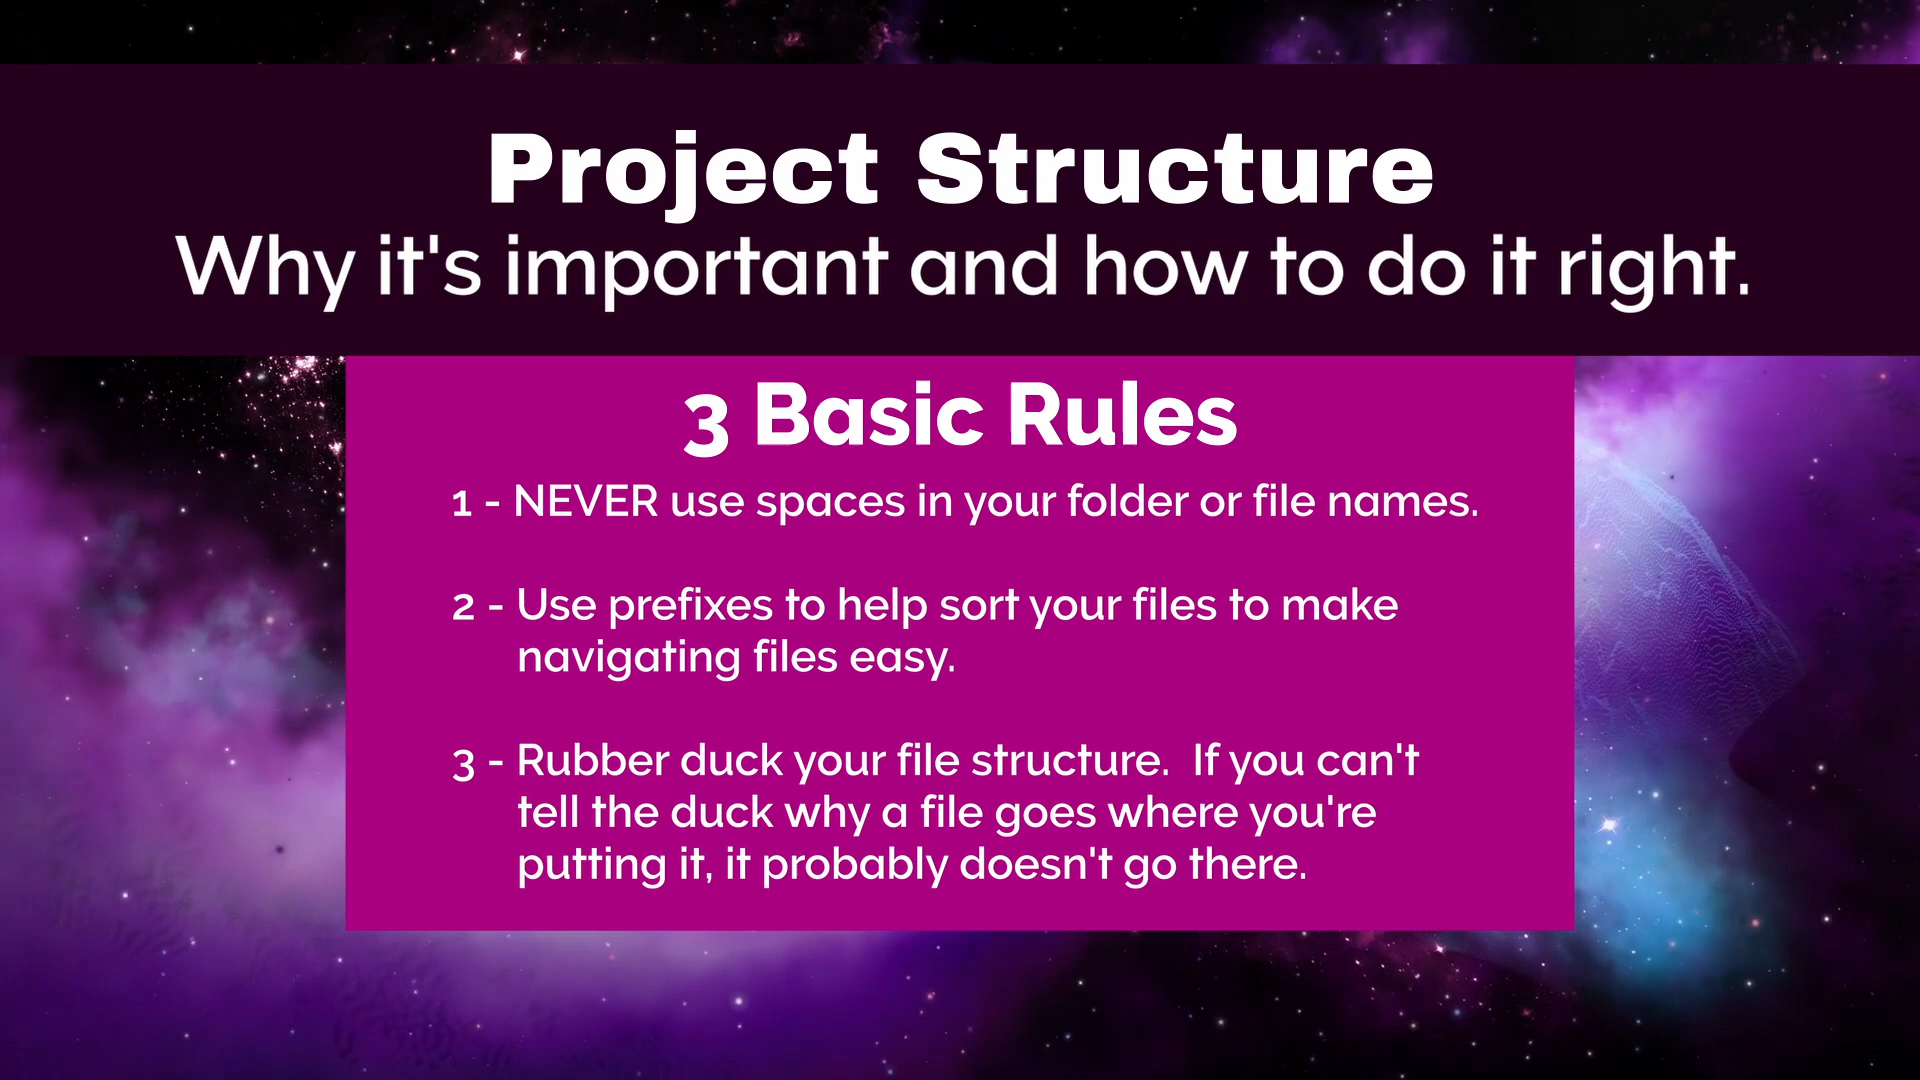 Project Structure
Why it's important and how to do it right.
3 Basic Rules
1 - NEVER use spaces in your folder or file names.
2 - Use prefixes to help sort your files to make
navigating files easy.
3 - Rubber duck your file structure.  If you can't
tell the duck why a file goes where you're
putting it, it probably doesn't go there.